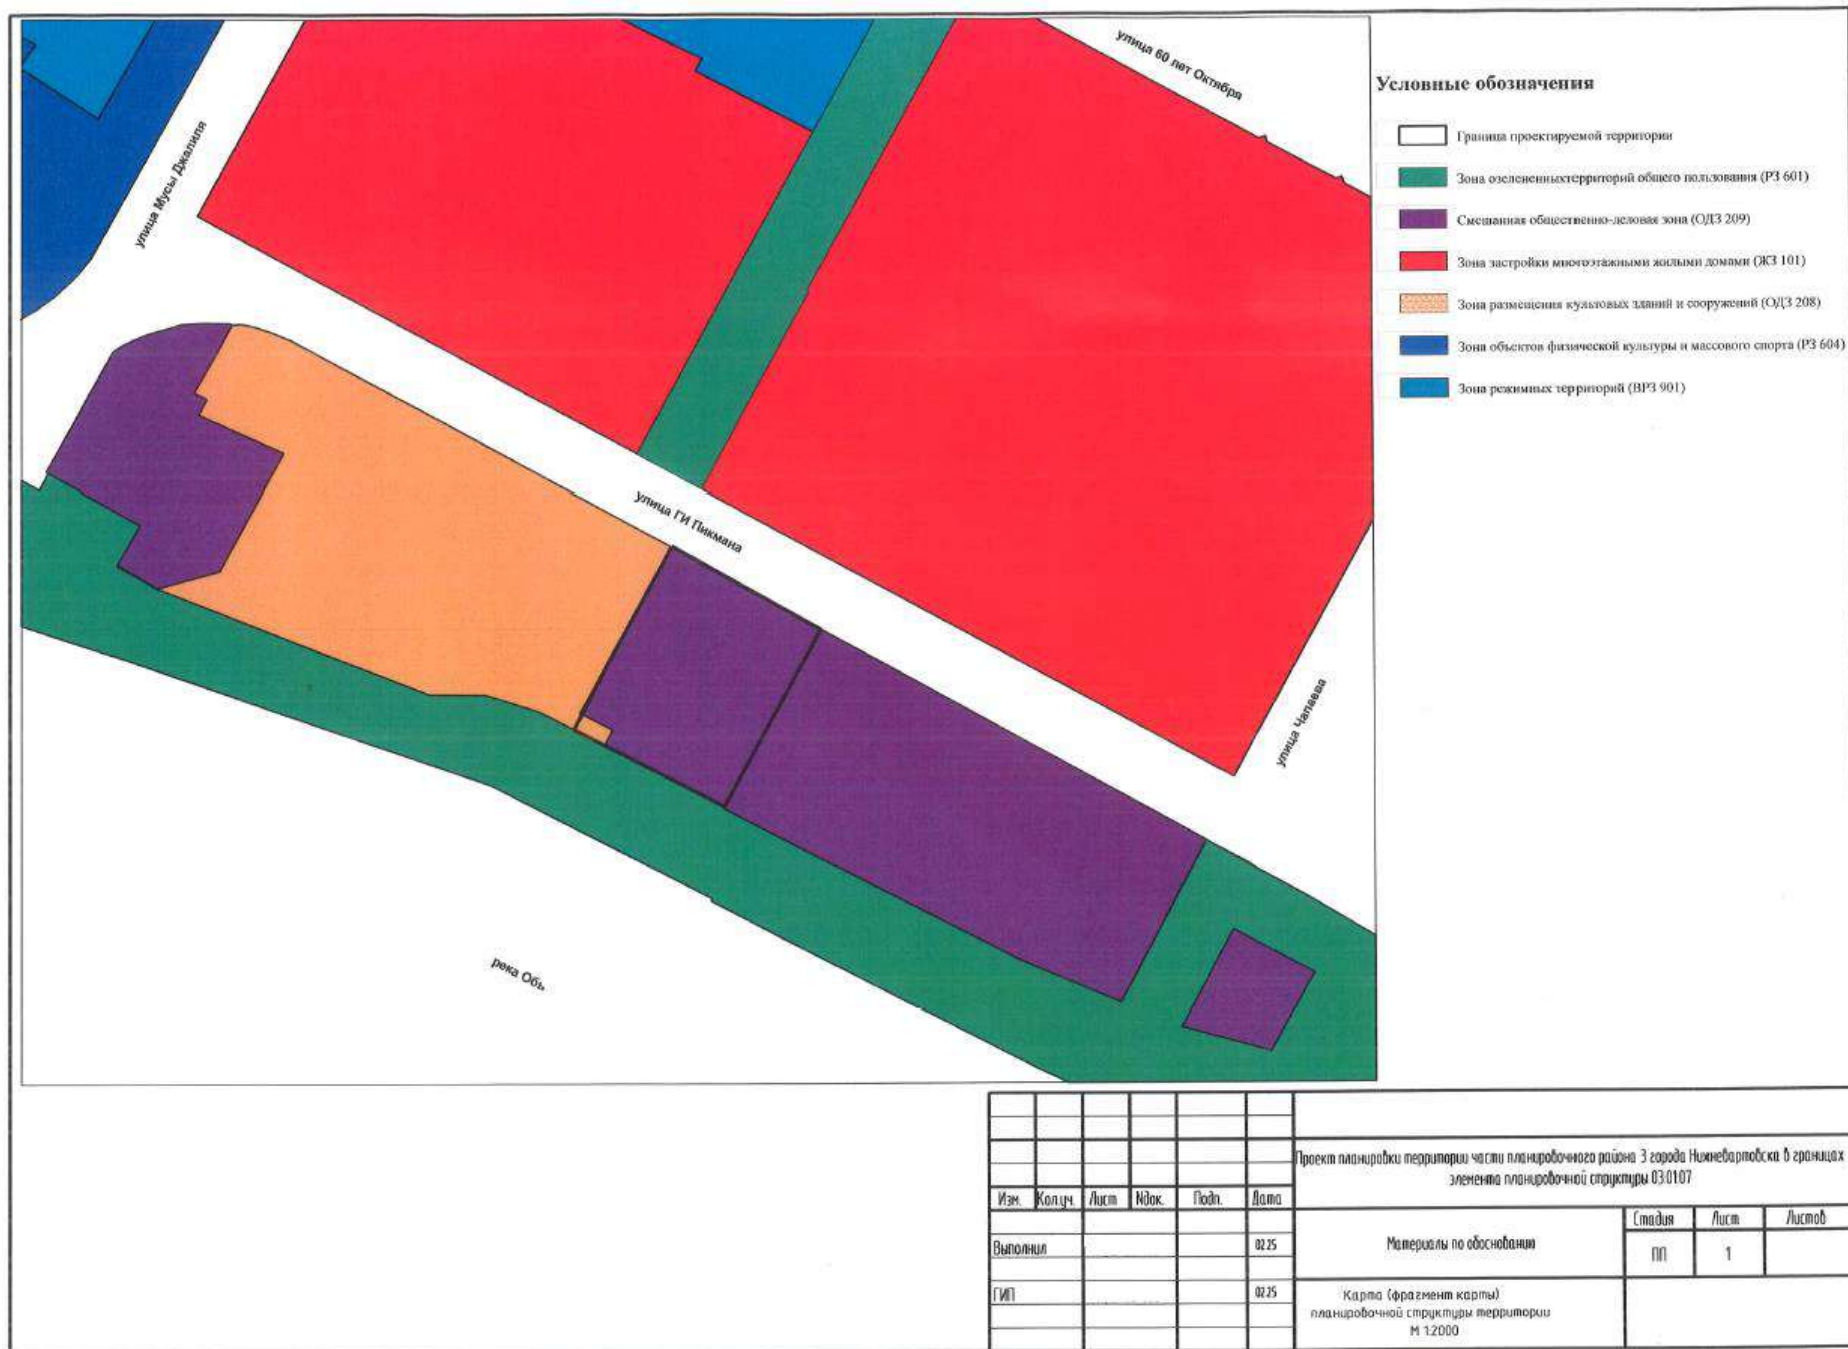 улица 60 лет Октября
улица Мусы Джалиля
улица ГИ Пикмана
улица Чапаева
река Обь
Условные обозначения
Граница проектируемой территории
Зона озелененныхтерриторий общего пользования (РЗ 601)
Смешанная общественно-деловая зона (ОДЗ 209)
Зона застройки многоэтажными жилыми домами (ЖЗ 101)
Зона размещения культовых зданий и сооружений (ОДЗ 208)
Зона объектов физической культуры и массового спорта (РЗ 604)
Зона режимных территорий (ВРЗ 901)
Проект планировки территории части планировочного района 3 города Нижневартовска в границах
элемента планировочной структуры 03.01.07
Изм. Кол.уч. Лист Nдок. Подп. Дата
Материалы по обоснованию
Стадия Лист Листов
Выполнил 02.25
ПП 1
ГИП 02.25
Карта (фрагмент карты)
планировочной структуры территории
М 1:2000